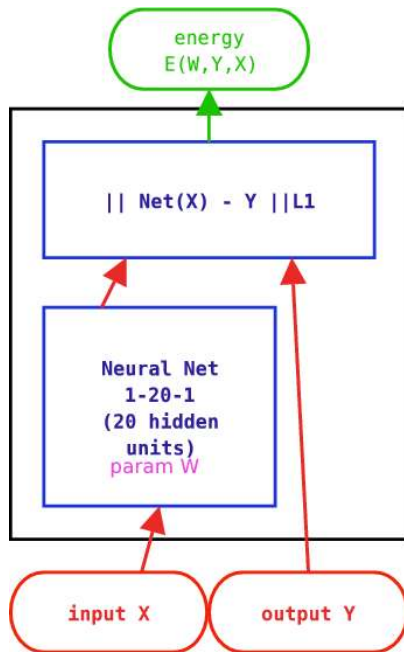 energy
E(W,Y,X)
|| Net(X) - Y ||L1
Neural Net
1-20-1
(20 hidden
units)
param W
input X
output Y